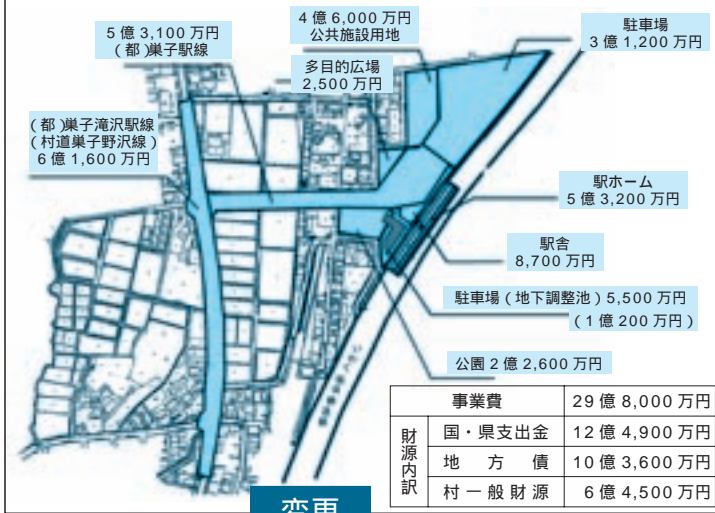 5億3,100万円
(都)巣子駅線
4億6,000万円
公共施設用地
駐車場
3億1,200万円
多目的広場
2,500万円
(都)巣子滝沢駅線
(村道巣子野沢線)
6億1,600万円
駅ホーム
5億3,200万円
駅舎
8,700万円
駐車場(地下調整池)5,500万円
(1億200万円)
公園2億2,600万円
事業費 29億8,000万円
財源内訳
国・県支出金 12億4,900万円
地方債 10億3,600万円
村一般財源 6億4,500万円
変更